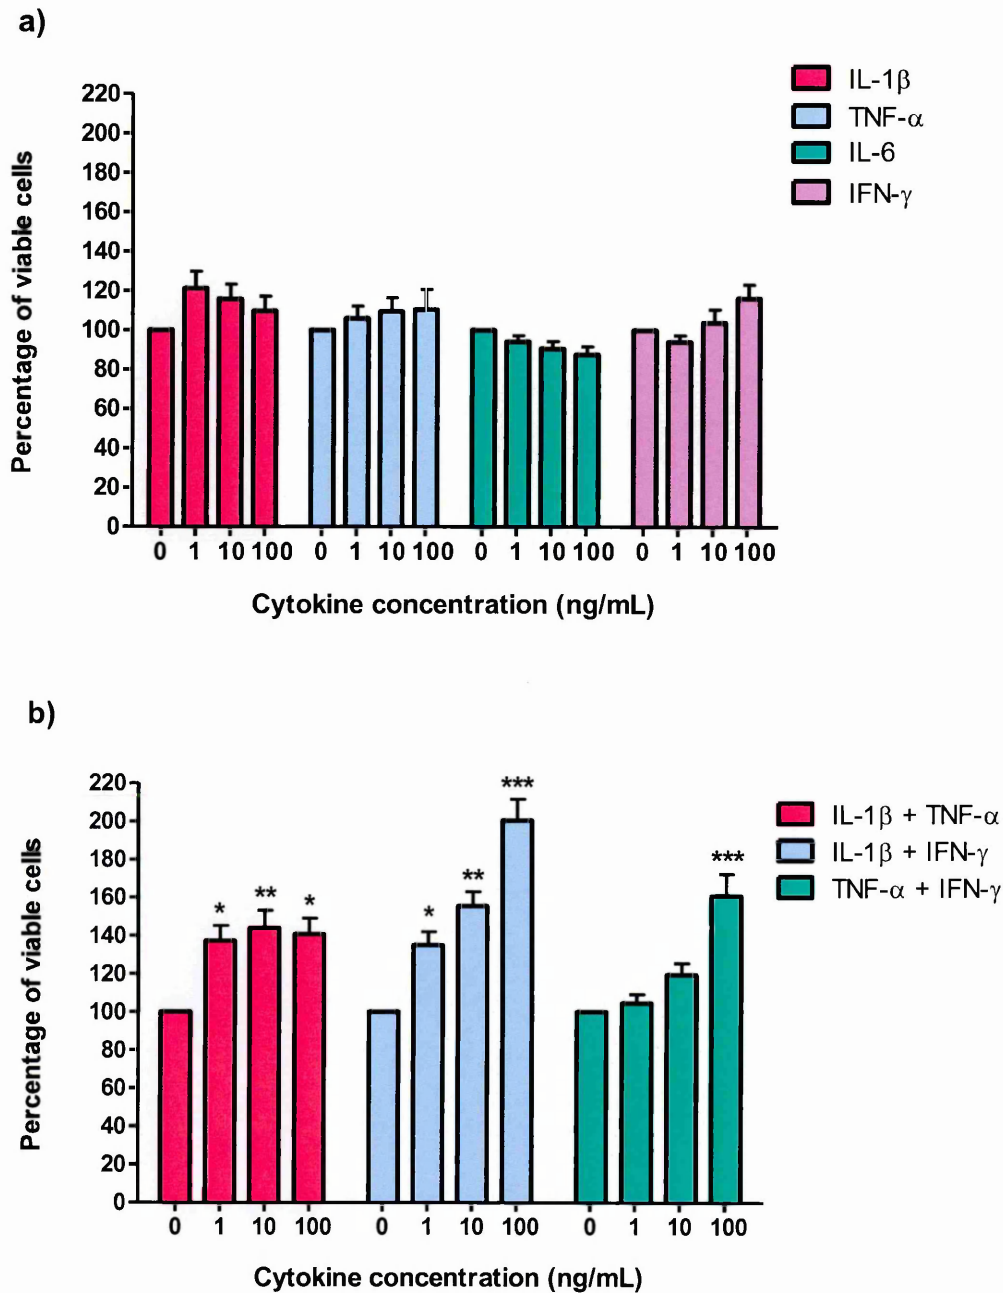 a)
IL-1β
TNF-α
IL-6
IFN-γ
Percentage of viable cells
220
200
180
160
140
120
100
80
60
40
20
0
0 1 10 100 0 1 10 100 0 1 10 100 0 1 10 100
Cytokine concentration (ng/mL)
b)
IL-1β + TNF-α
IL-1β + IFN-γ
TNF-α + IFN-γ
Percentage of viable cells
220
200
180
160
140
120
100
80
60
40
20
0
* ** * * ** *** ***
0 1 10 100 0 1 10 100 0 1 10 100
Cytokine concentration (ng/mL)